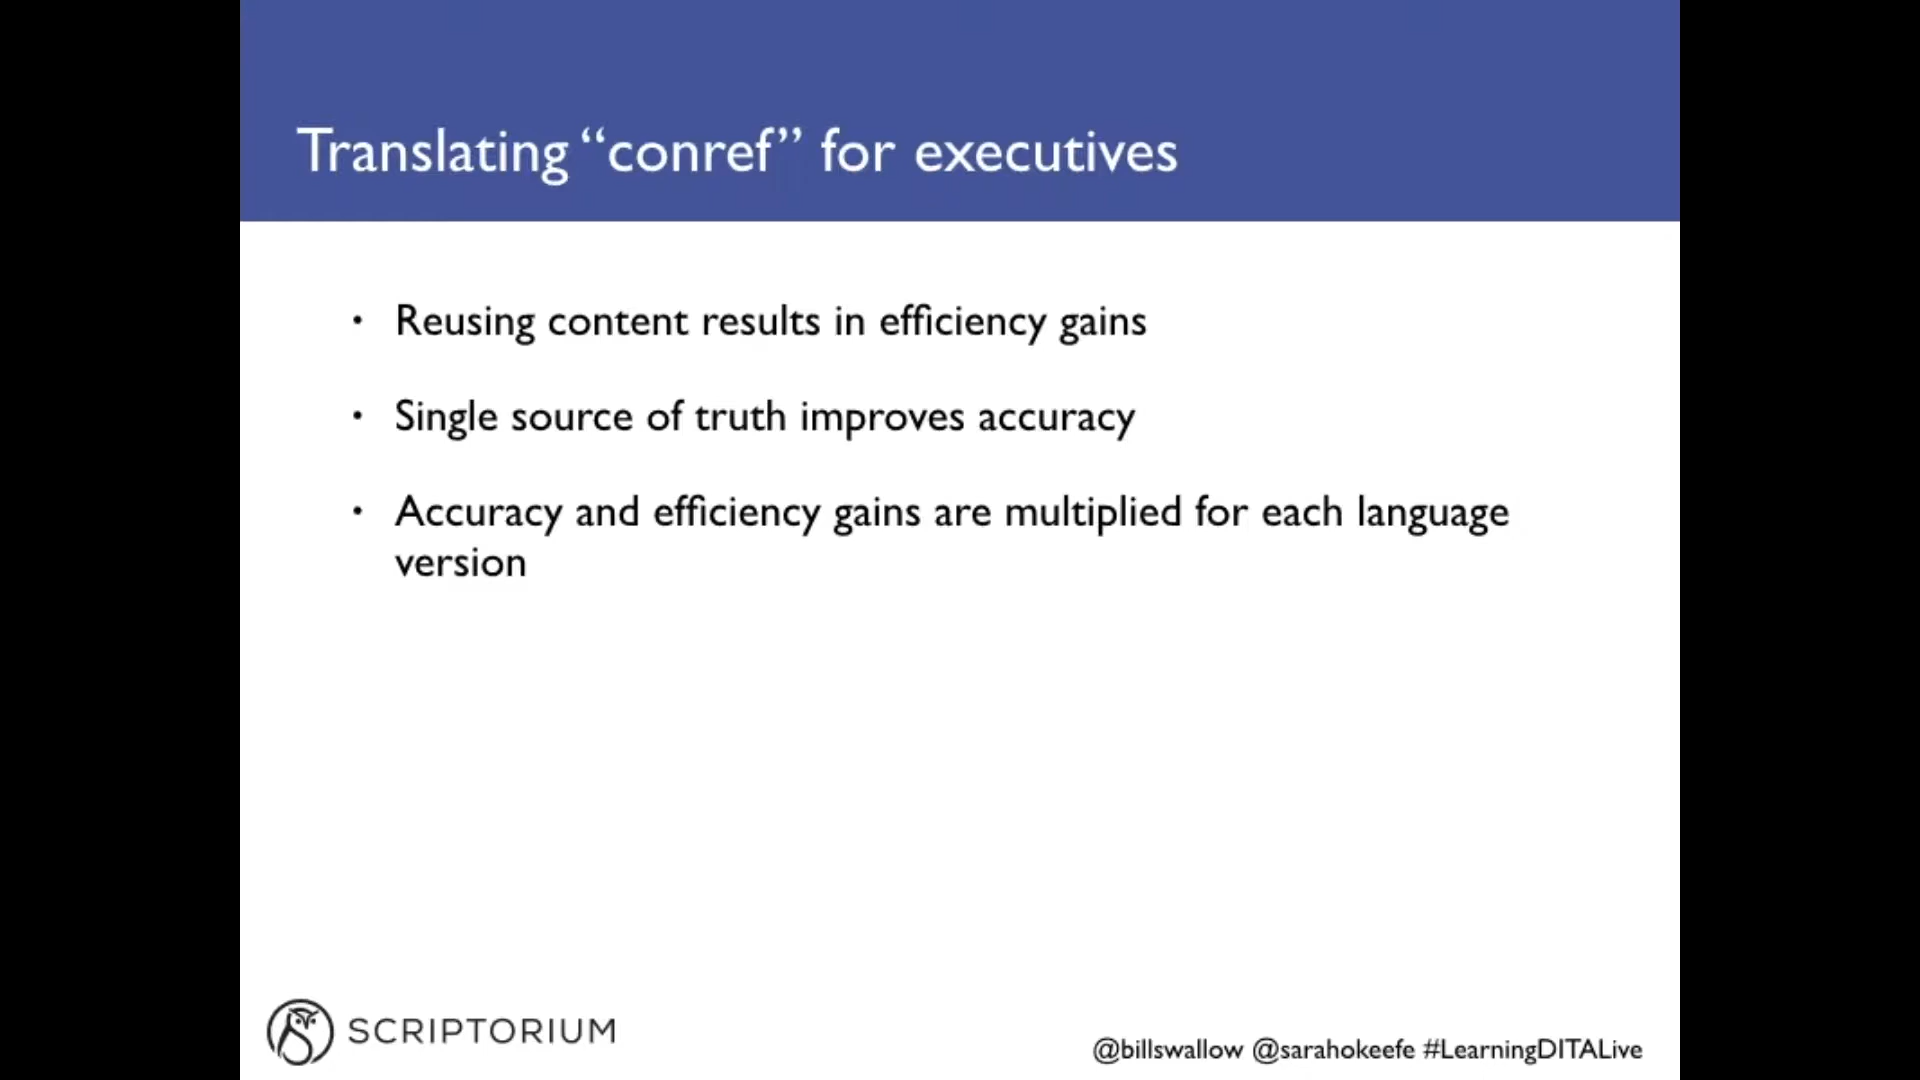 Translating “conref” for executives
• Reusing content results in efficiency gains
• Single source of truth improves accuracy
• Accuracy and efficiency gains are multiplied for each language
version
SCRIPTORIUM
@billswallow @sarahokeefe #LearningDITALive